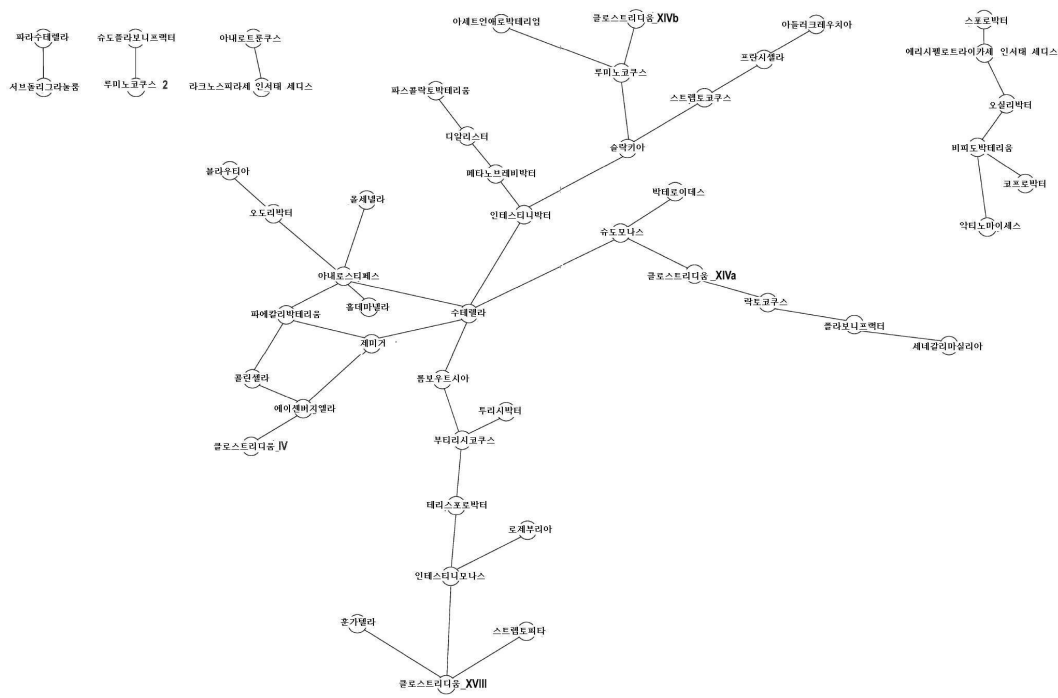 아세트언애로박테리엄
클로스트리디움_XIVb
아들러크레우치아
스포로박터
파라수테렐라
슈도플라보니프랙터
아내로트룬쿠스
에리시펠로트라이카세 인서태 세디스
프란시셀라
루미노코쿠스
서브돌리그라눌룸
루미노코쿠스 2
라크노스피라세 인서태 세디스
파스콜락토박테리움
스트렙토코쿠스
오실리박터
디알리스터
슬락키아
비피도박테리움
블라우티아
메타노브레비박터
코프로박터
올세넬라
박테로이데스
오도리박터
인테스티니박터
악티노마이세스
슈도모나스
아내로스티페스
클로스트리디움_XIVa
홀데마넬라
락토코쿠스
파에칼리박테리움
수테렐라
플라보니프랙터
제미거
세네갈리마실리아
콜린셀라
롬보우트시아
에이센버지엘라
투리시박터
클로스트리디움_IV
부티리시코쿠스
테리스포로박터
로제부리아
인테스티니모나스
훈가텔라
스트렙토피타
클로스트리디움_XVIII